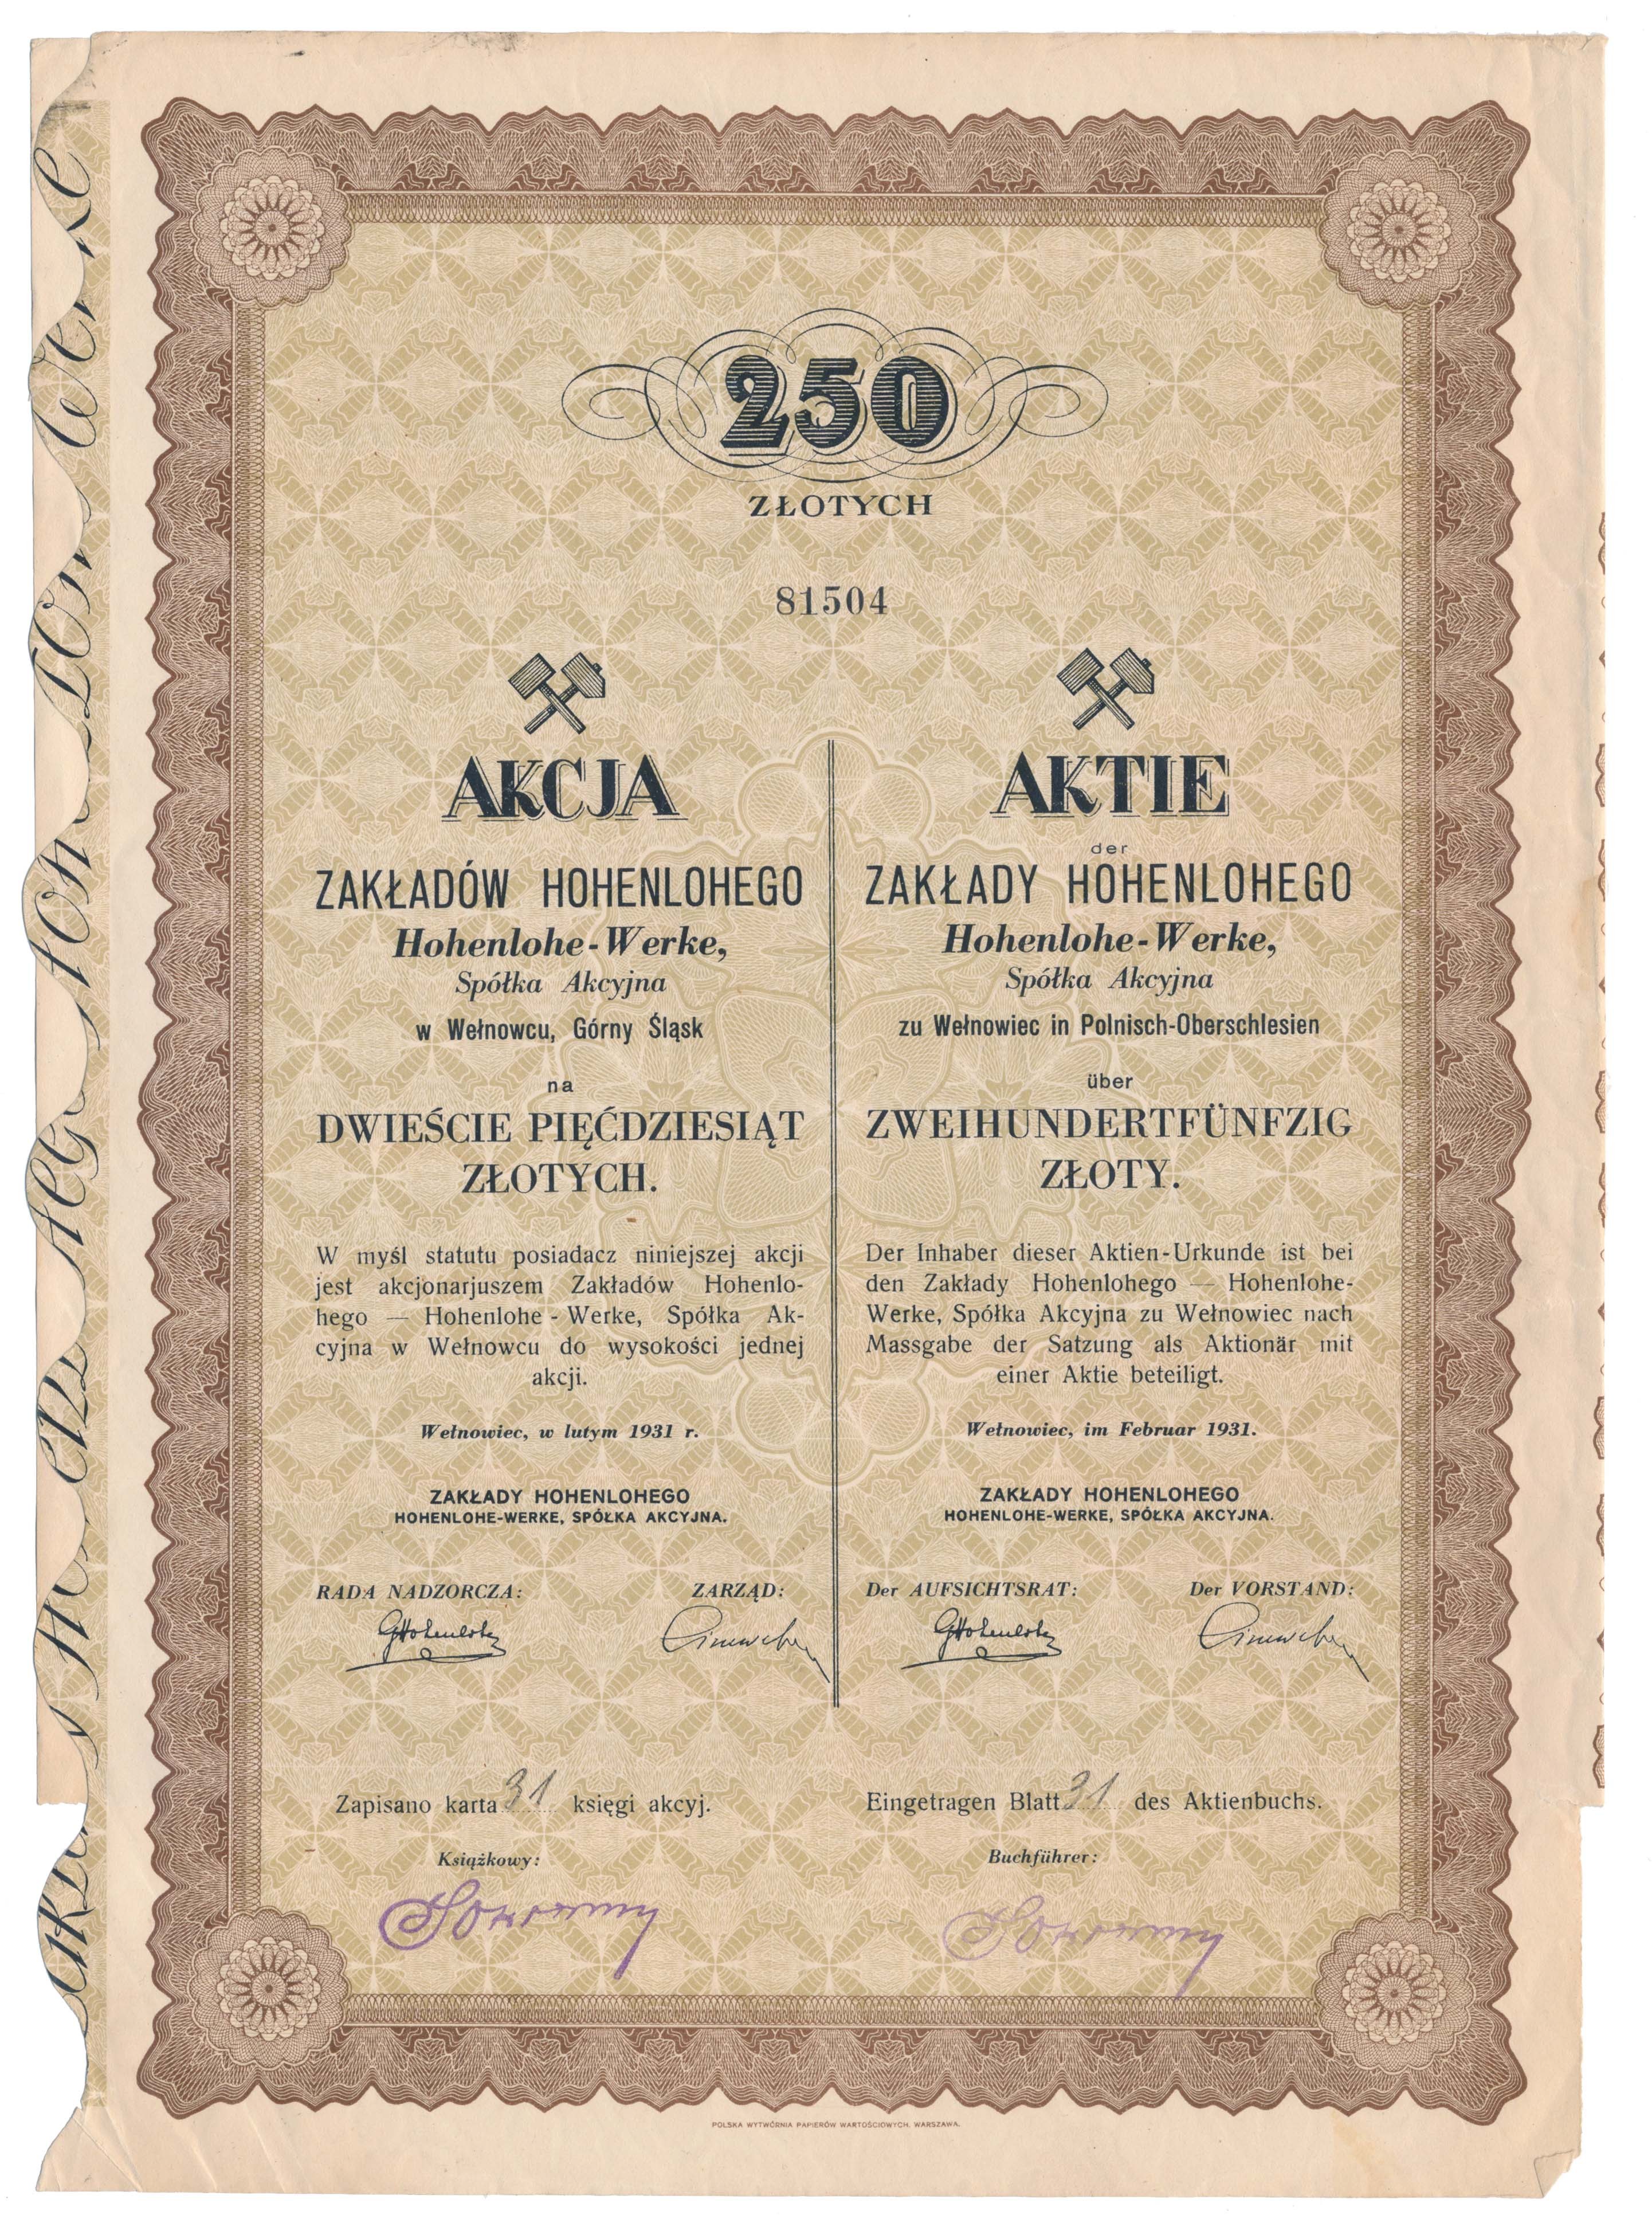 250
ZŁOTYCH
81504
AKCJA
ZAKŁADÓW HOHENLOHEGO
Hohenlohe-Werke,
Spółka Akcyjna
w Wełnowcu, Górny Śląsk
na
DWIEŚCIE PIĘĆDZIESIĄT
ZŁOTYCH.
W myśl statutu posiadacz niniejszej akcji
jest akcjonarjuszem Zakładów Hohenlo-
hego — Hohenlohe-Werke, Spółka Ak-
cyjna w Wełnowcu do wysokości jednej
akcji.
Wełnowiec, w lutym 1931 r.
ZAKŁADY HOHENLOHEGO
HOHENLOHE-WERKE, SPÓŁKA AKCYJNA.
RADA NADZORCZA: ZARZĄD:
Zapisano karta 31 księgi akcyj.
Książkowy:
AKTIE
der
ZAKŁADY HOHENLOHEGO
Hohenlohe-Werke,
Spółka Akcyjna
zu Wełnowiec in Polnisch-Oberschlesien
über
ZWEIHUNDERTFÜNFZIG
ZŁOTY.
Der Inhaber dieser Aktien-Urkunde ist bei
den Zakłady Hohenlohego — Hohenlohe-
Werke, Spółka Akcyjna zu Wełnowiec nach
Massgabe der Satzung als Aktionär mit
einer Aktie beteiligt.
Wełnowiec, im Februar 1931.
ZAKŁADY HOHENLOHEGO
HOHENLOHE-WERKE, SPÓŁKA AKCYJNA.
Der AUFSICHTSRAT: Der VORSTAND:
Eingetragen Blatt 31 des Aktienbuchs.
Buchführer:
POLSKA WYTWÓRNIA PAPIERÓW WARTOŚCIOWYCH. WARSZAWA.